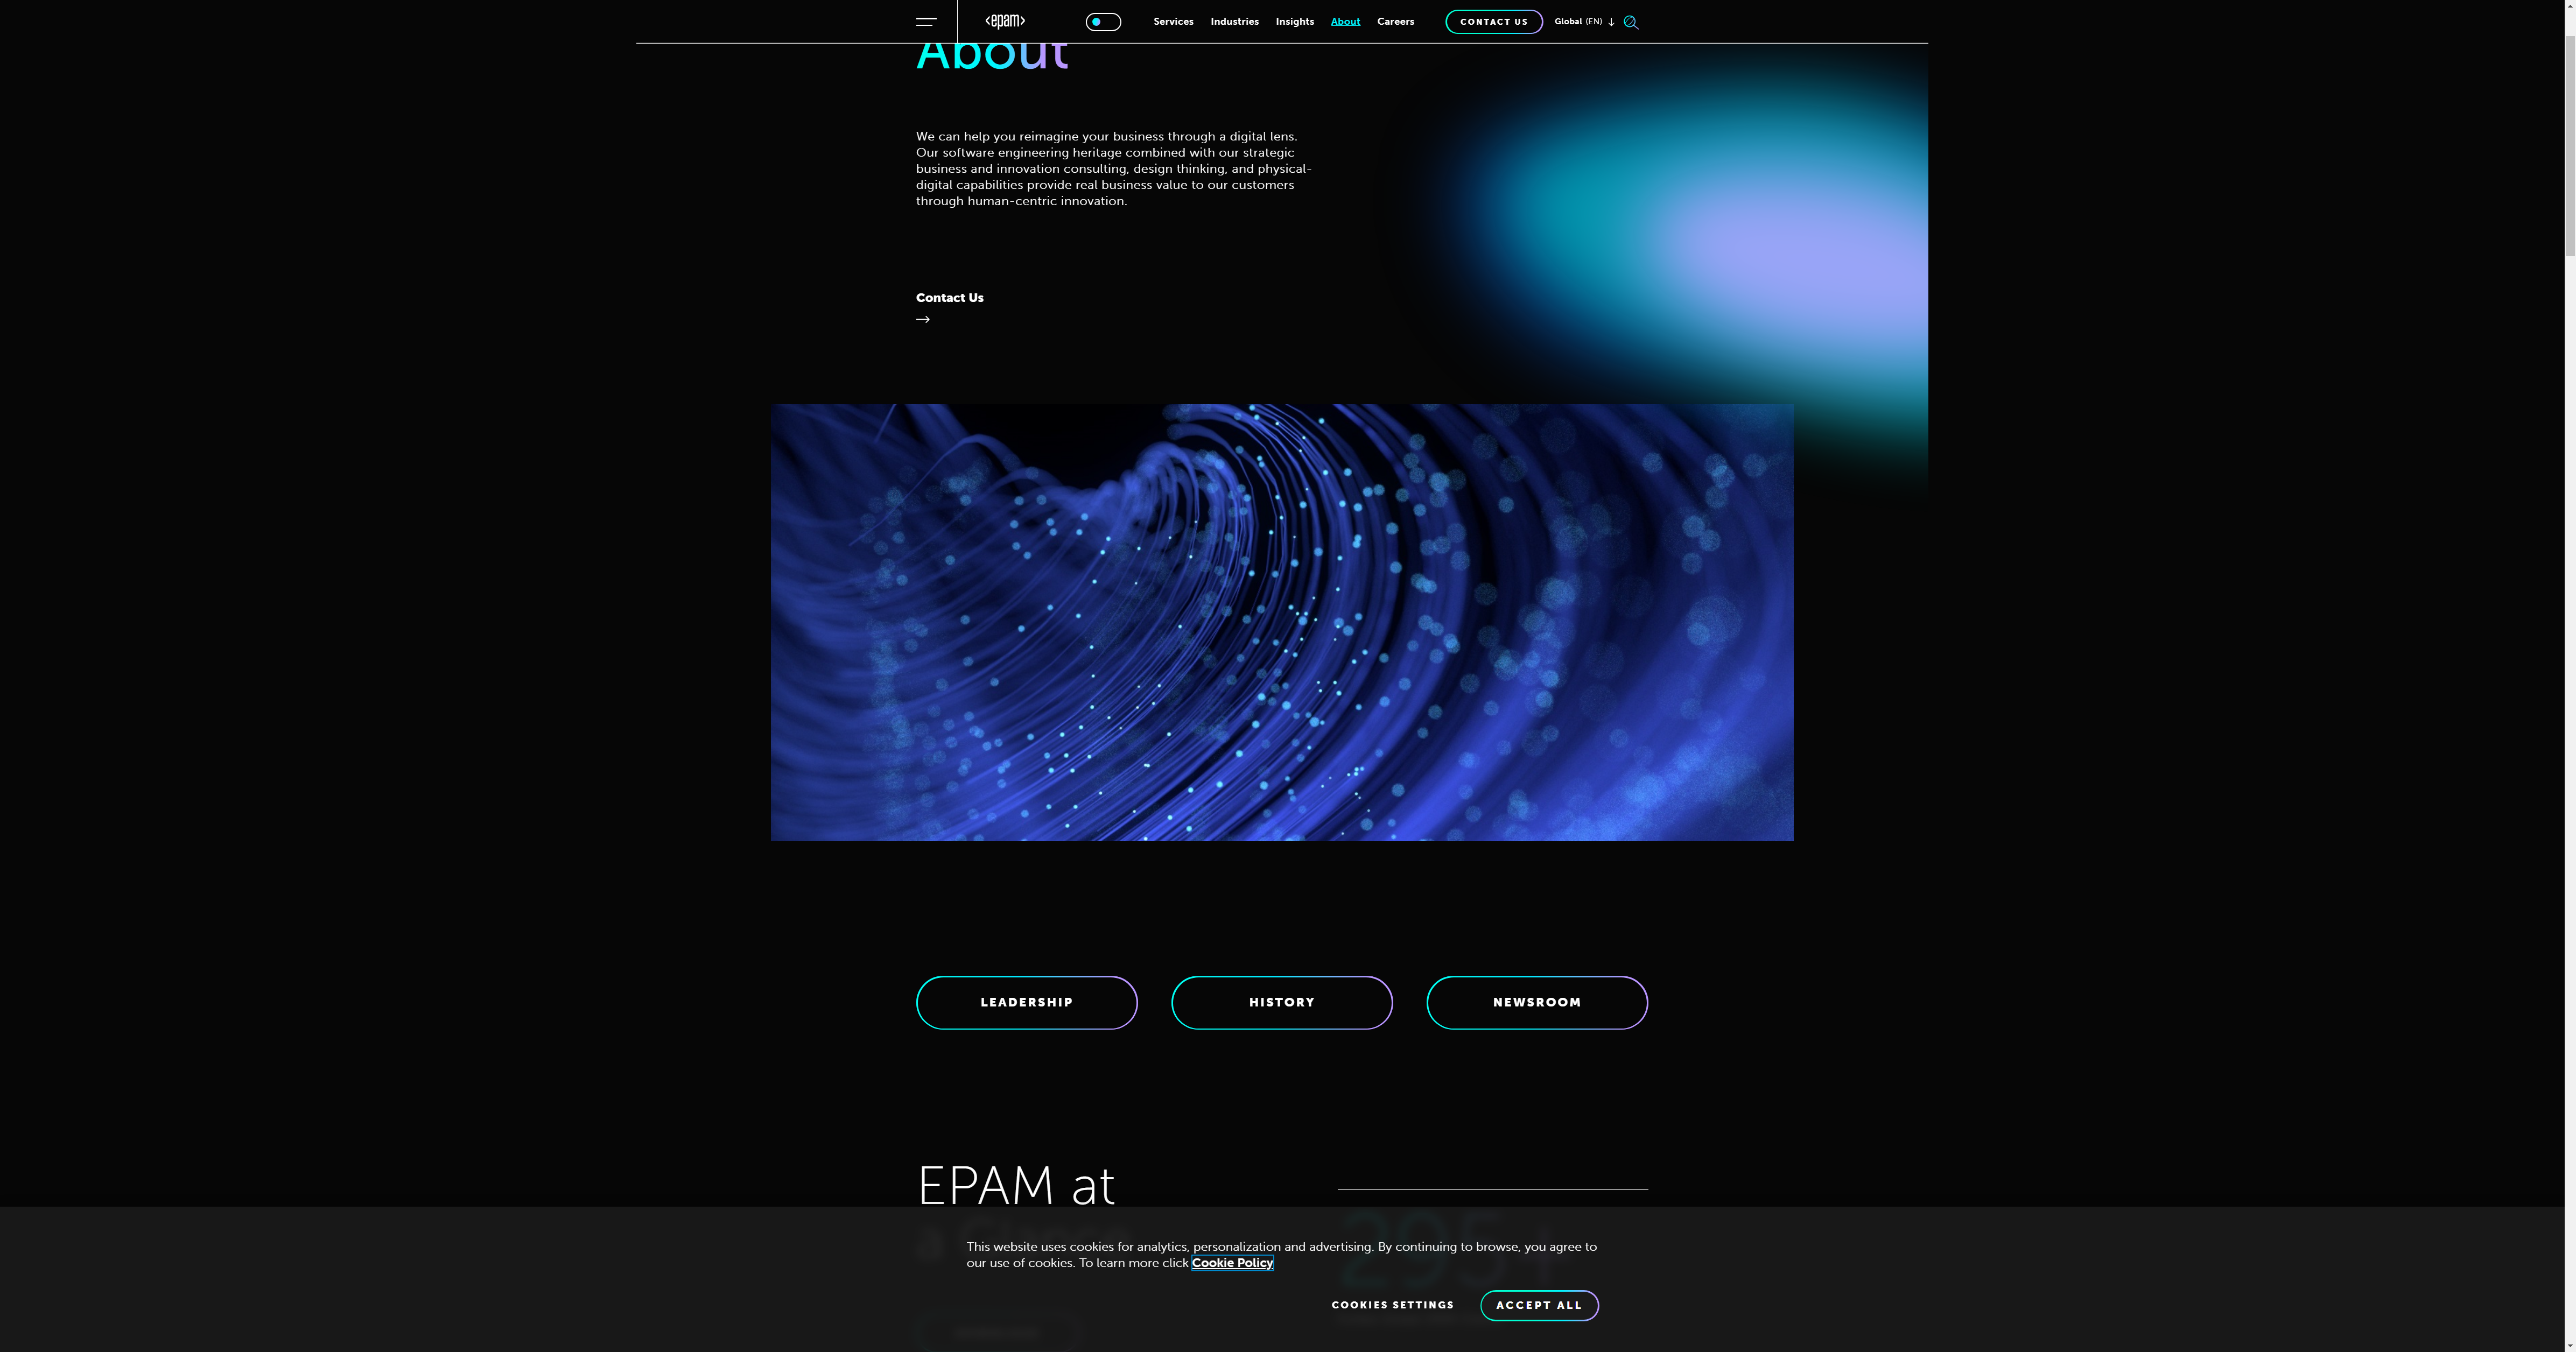 <epam>
Services
Industries
Insights
About
Careers
CONTACT US
Global (EN)
About
We can help you reimagine your business through a digital lens.
Our software engineering heritage combined with our strategic
business and innovation consulting, design thinking, and physical-
digital capabilities provide real business value to our customers
through human-centric innovation.
Contact Us
LEADERSHIP
HISTORY
NEWSROOM
EPAM at
295+
This website uses cookies for analytics, personalization and advertising. By continuing to browse, you agree to
our use of cookies. To learn more click Cookie Policy
COOKIES SETTINGS
ACCEPT ALL